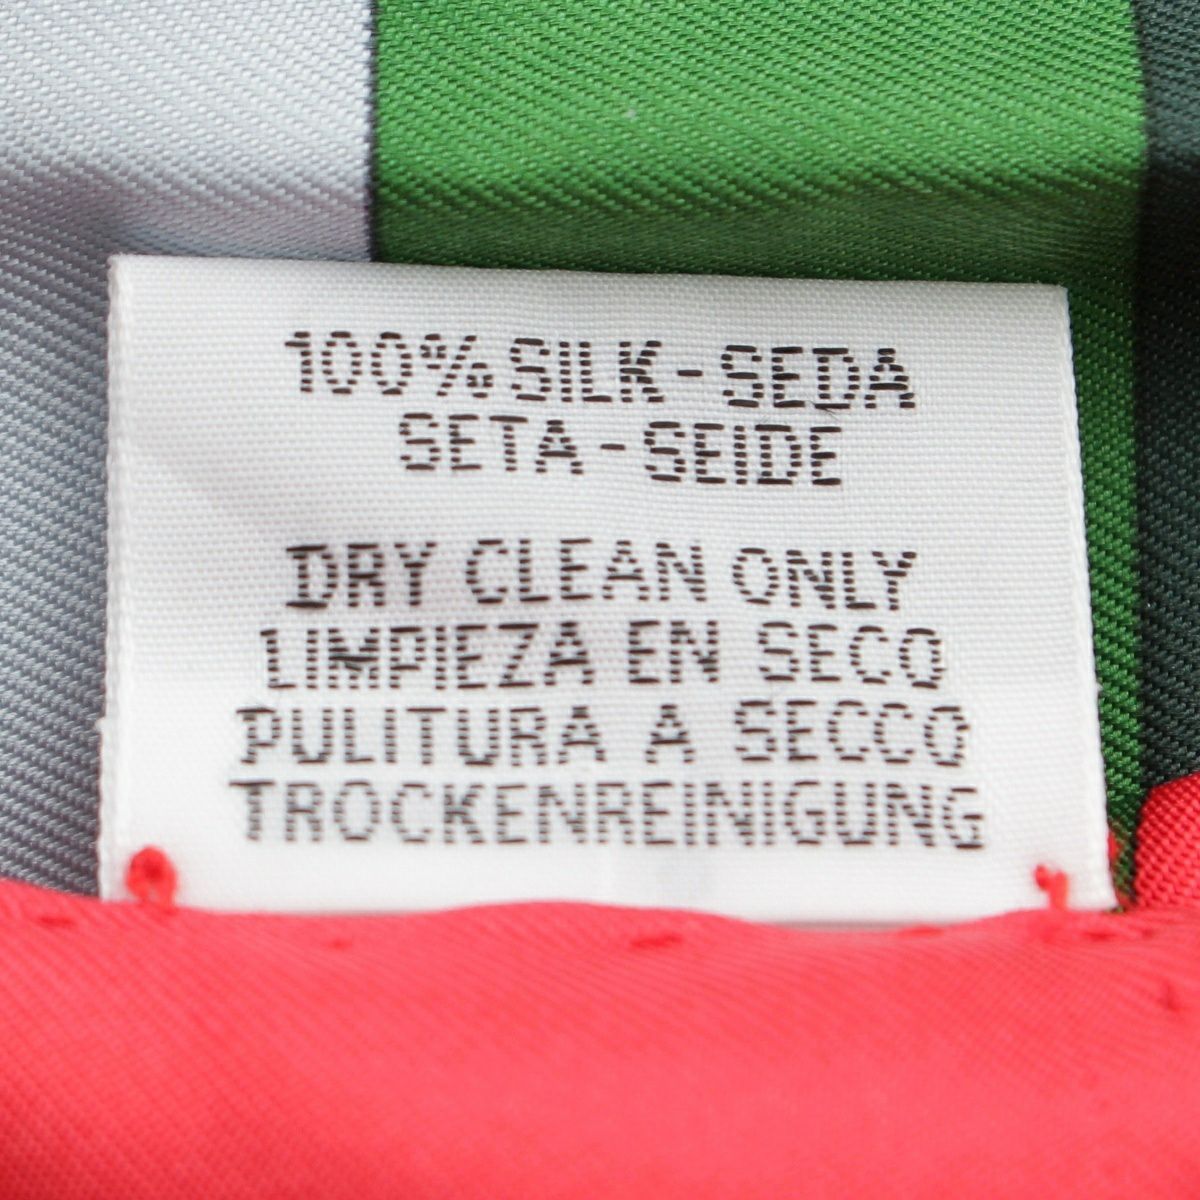 100% SILK - SEDA
SETA - SEIDE
DRY CLEAN ONLY
LIMPIEZA EN SECO
PULITURA A SECCO
TROCKENREINIGUNG